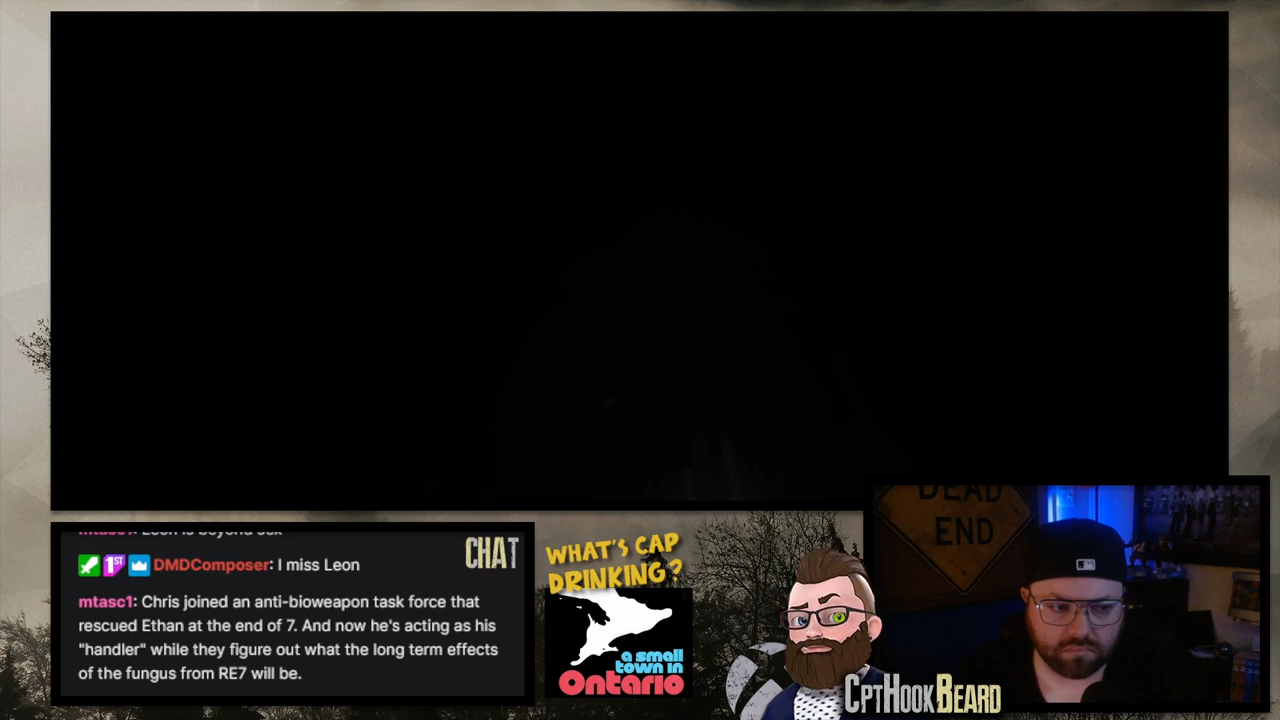 DEAD
END
CHAT
DMDComposer: I miss Leon
mtasc1: Chris joined an anti-bioweapon task force that
rescued Ethan at the end of 7. And now he's acting as his
"handler" while they figure out what the long term effects
of the fungus from RE7 will be.
1ST
WHAT'S CAP
DRINKING?
a small
town in
Ontario
CPTHOOKBEARD